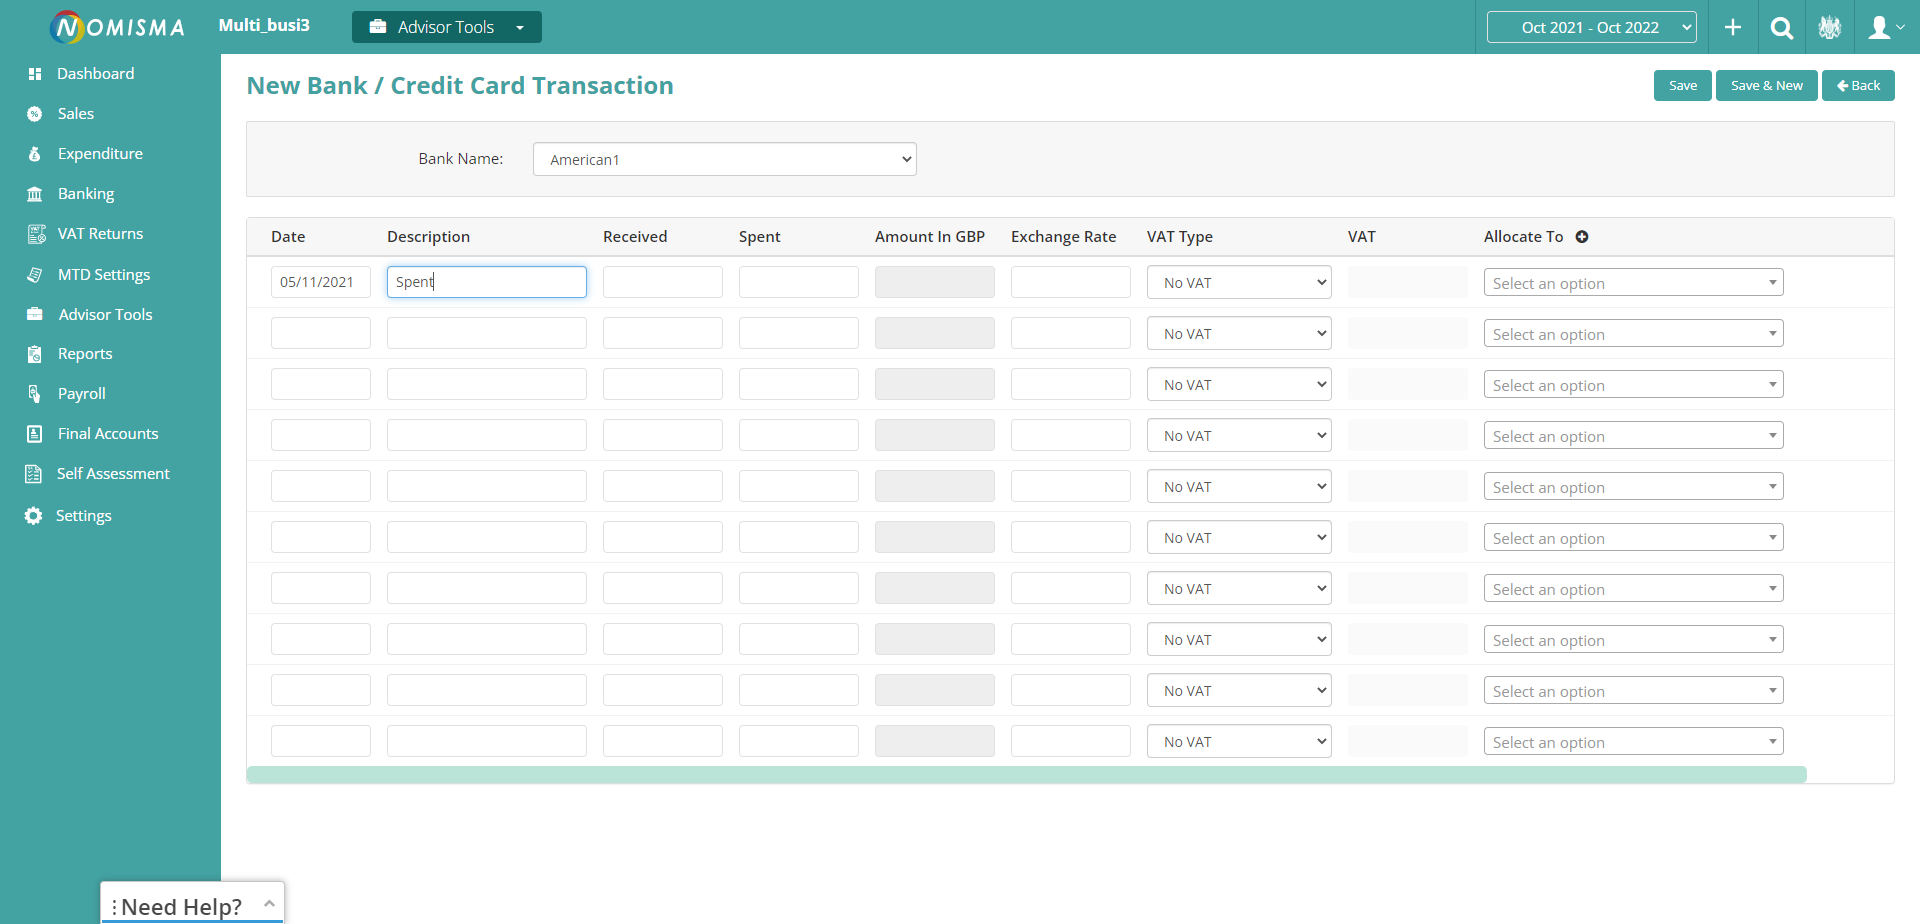 NOMISMA
Multi_busi3
Advisor Tools
Oct 2021 - Oct 2022
Dashboard
Sales
Expenditure
Banking
VAT Returns
MTD Settings
Advisor Tools
Reports
Payroll
Final Accounts
Self Assessment
Settings
New Bank / Credit Card Transaction
Save
Save & New
Back
Bank Name:
American1
Date Description Received Spent Amount In GBP Exchange Rate VAT Type VAT Allocate To
05/11/2021 Spent No VAT Select an option
No VAT Select an option
No VAT Select an option
No VAT Select an option
No VAT Select an option
No VAT Select an option
No VAT Select an option
No VAT Select an option
No VAT Select an option
No VAT Select an option
Need Help?